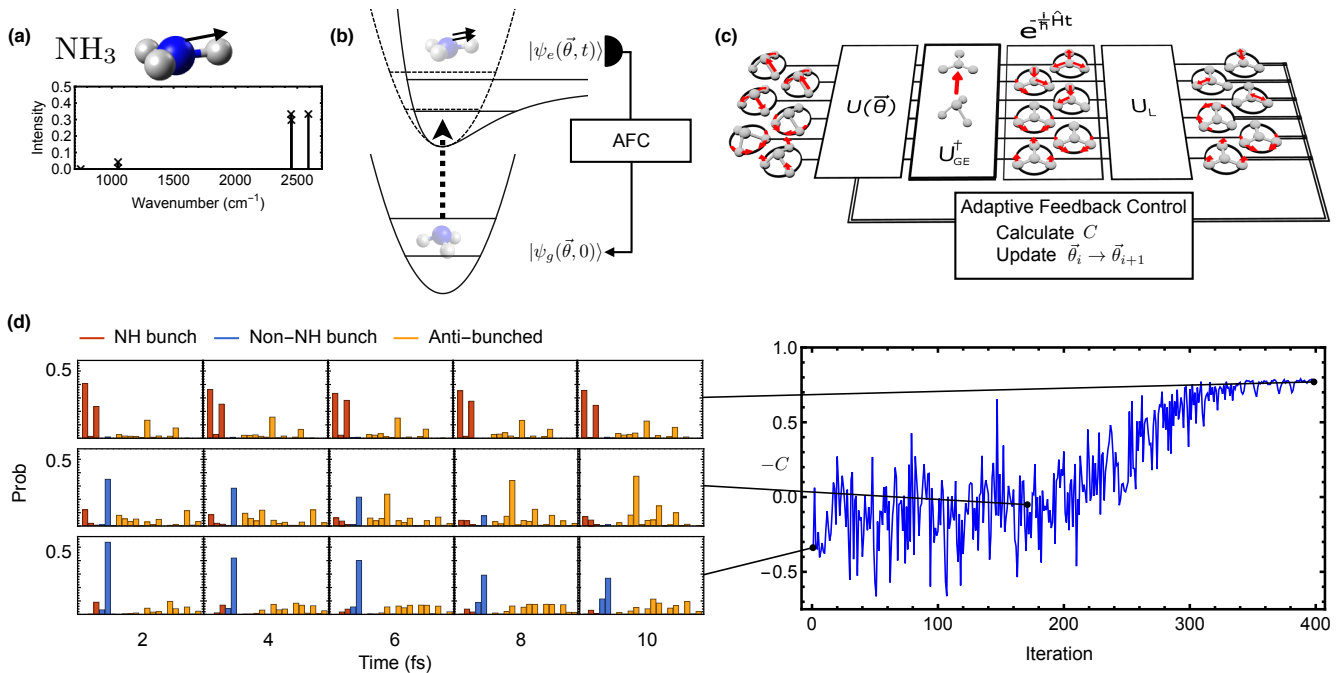 (a)
NH₃
Intensity
0.5
0.4
0.3
0.2
0.1
0.0
1000 1500 2000 2500
Wavenumber (cm⁻¹)
(b)
|ψₑ(θ⃗, t)⟩
AFC
|ψ_g(θ⃗, 0)⟩
(c)
e^{-i/ħ Ĥt}
U(θ⃗)
U†_GE
U_L
Adaptive Feedback Control
Calculate C
Update θ⃗ᵢ → θ⃗ᵢ₊₁
(d)
NH bunch Non−NH bunch Anti−bunched
Prob
0.5
0.5
0.5
2 4 6 8 10
Time (fs)
−C
1.0
0.5
0.0
−0.5
0 100 200 300 400
Iteration